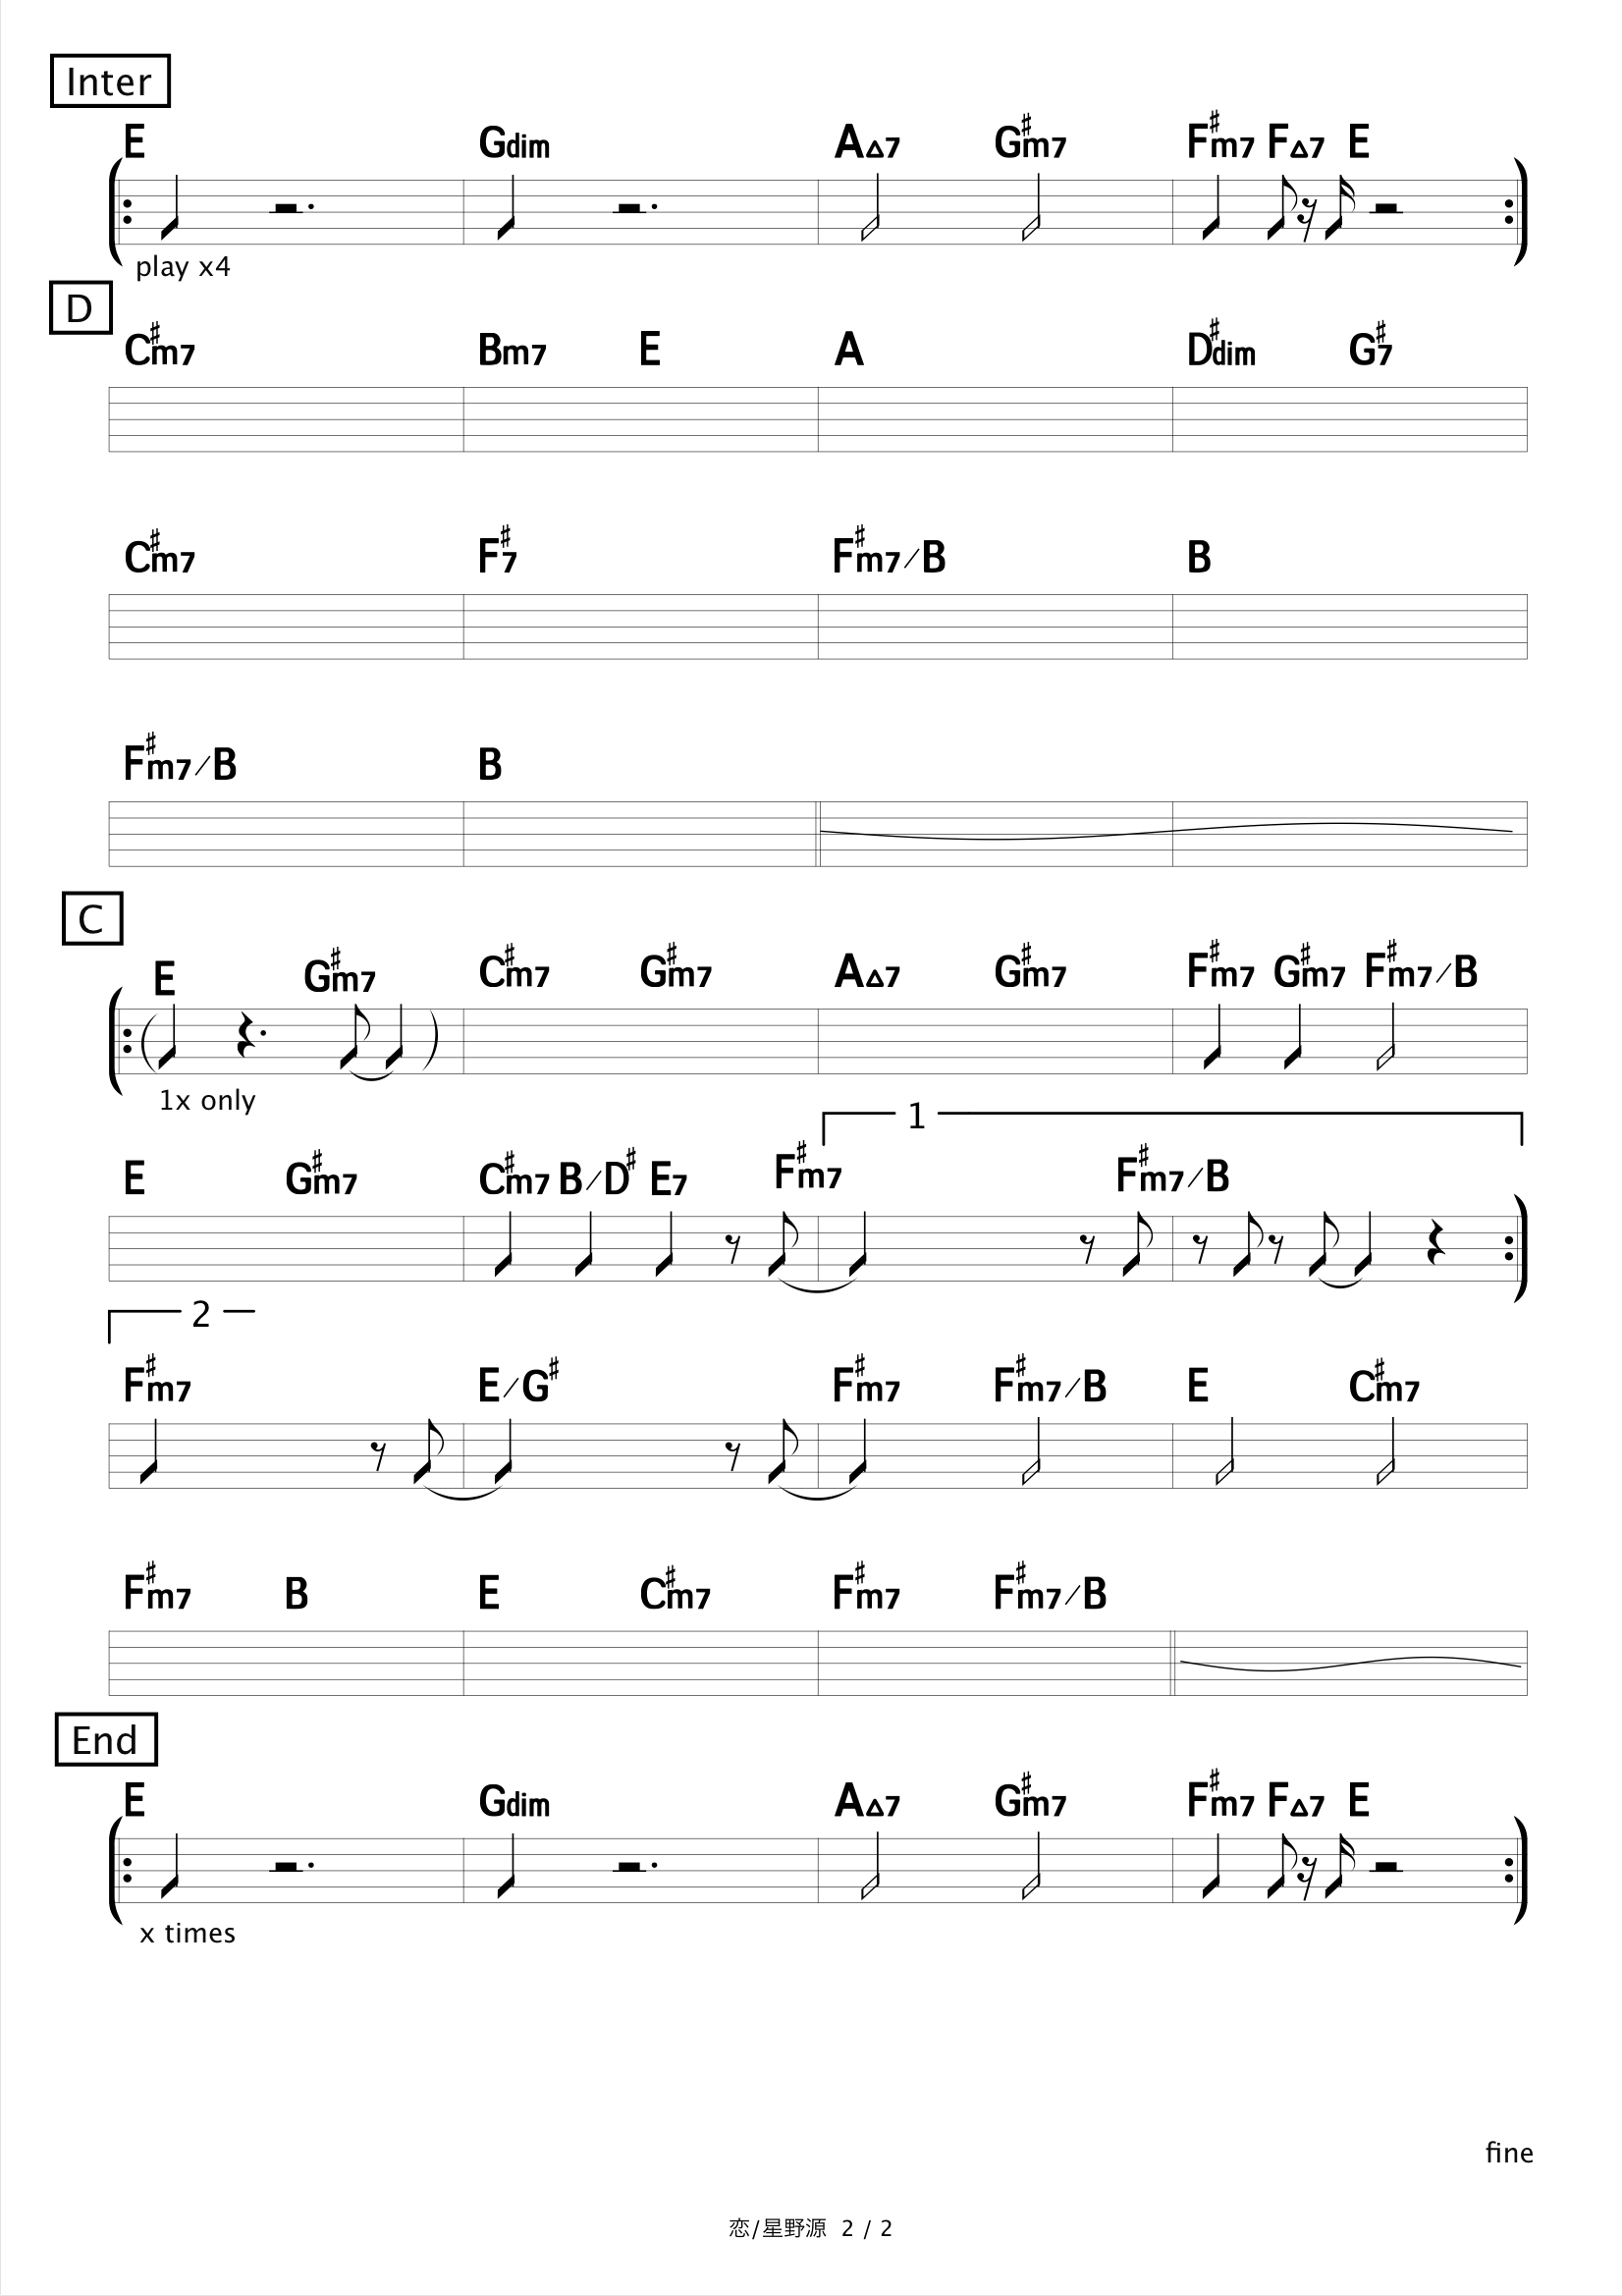 Inter
E Gdim A△7 G♯m7 F♯m7 F△7 E
play x4
D
C♯m7 Bm7 E A D♯dim G♯7
C♯m7 F♯7 F♯m7/B B
F♯m7/B B
C
E G♯m7 C♯m7 G♯m7 A△7 G♯m7 F♯m7 G♯m7 F♯m7/B
1x only
1
E G♯m7 C♯m7 B/D♯ E7 F♯m7 F♯m7/B
2
F♯m7 E/G♯ F♯m7 F♯m7/B E C♯m7
F♯m7 B E C♯m7 F♯m7 F♯m7/B
End
E Gdim A△7 G♯m7 F♯m7 F△7 E
x times
fine
恋/星野源 2 / 2